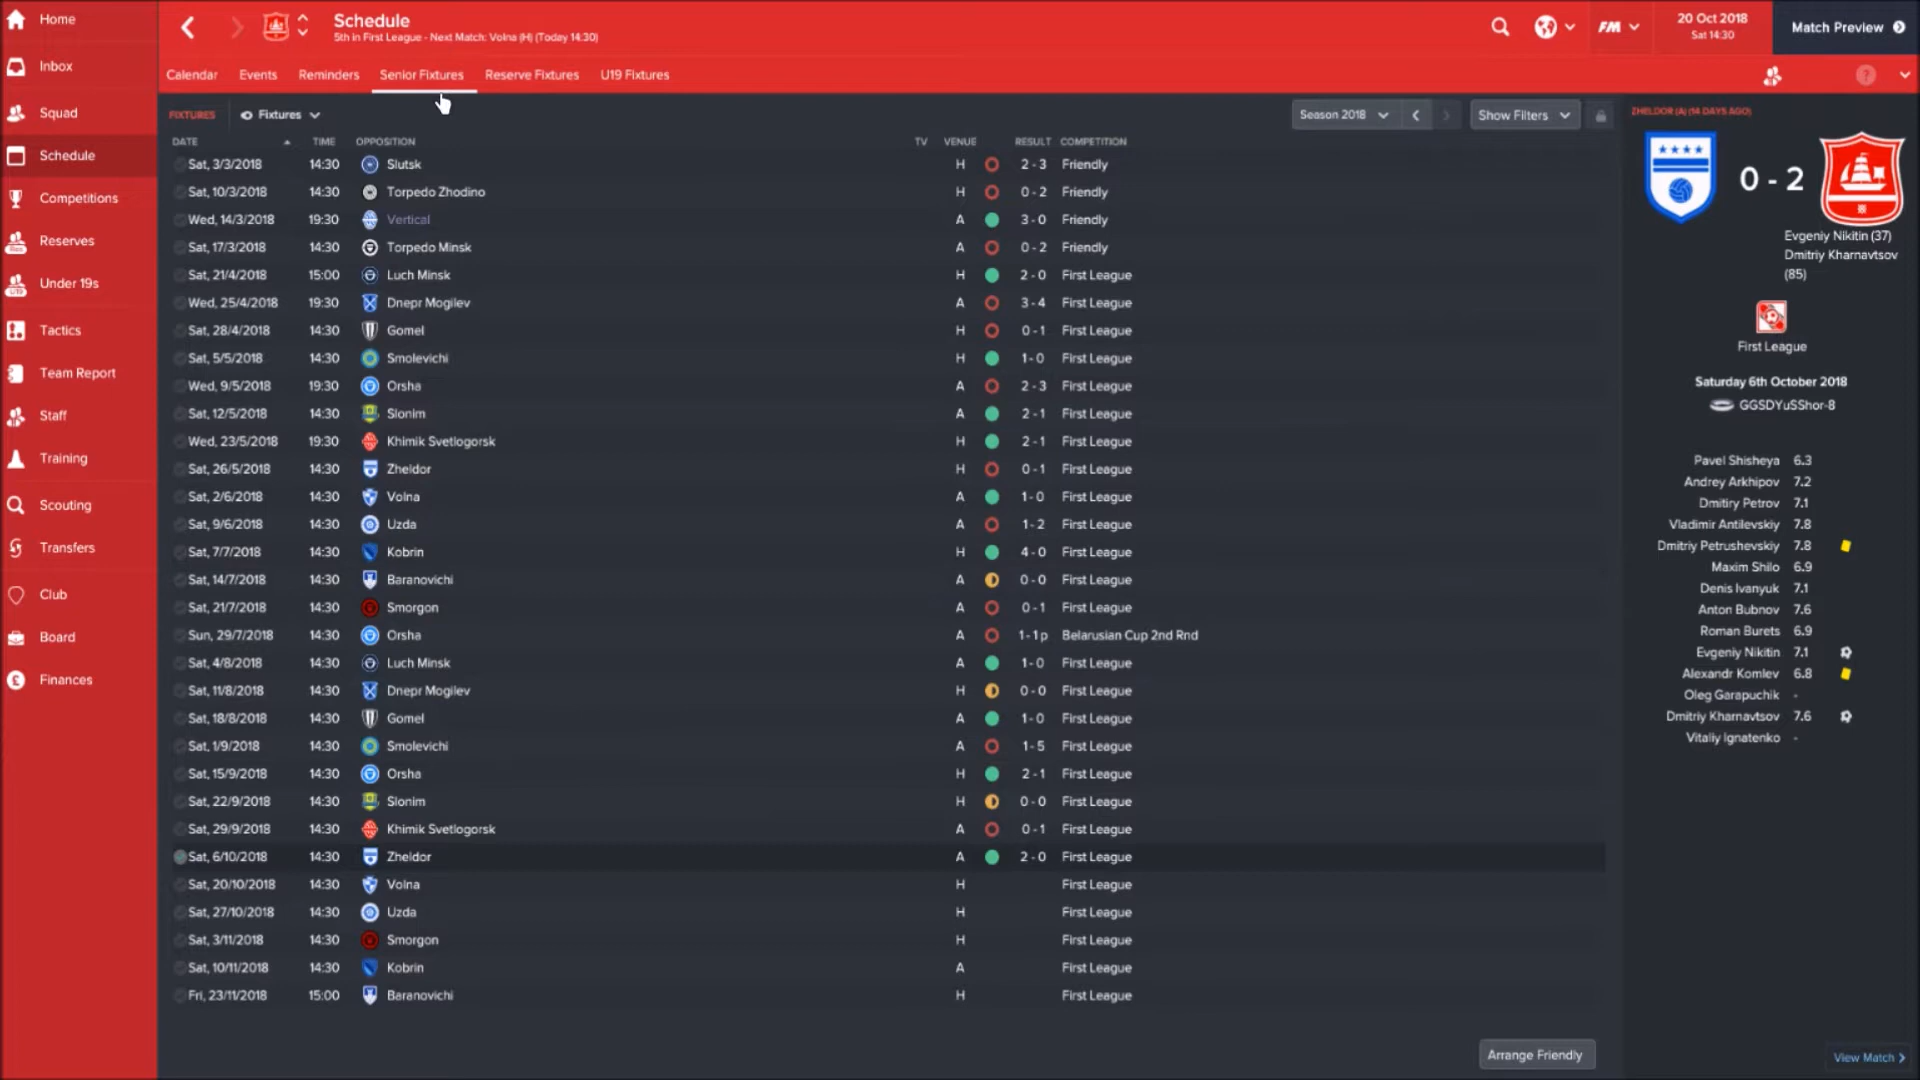 Home
Inbox
Squad
Schedule
Competitions
Reserves
Under 19s
Tactics
Team Report
Staff
Training
Scouting
Transfers
Club
Board
Finances
Schedule
5th in First League - Next Match: Volna (H) (Today 14:30)
FM
20 Oct 2018
Sat 14:30
Match Preview
Calendar Events Reminders Senior Fixtures Reserve Fixtures U19 Fixtures
FIXTURES Fixtures Season 2018 Show Filters
DATE TIME OPPOSITION TV VENUE RESULT COMPETITION
Sat, 3/3/2018 14:30 Slutsk H 2 - 3 Friendly
Sat, 10/3/2018 14:30 Torpedo Zhodino H 0 - 2 Friendly
Wed, 14/3/2018 19:30 Vertical A 3 - 0 Friendly
Sat, 17/3/2018 14:30 Torpedo Minsk A 0 - 2 Friendly
Sat, 21/4/2018 15:00 Luch Minsk H 2 - 0 First League
Wed, 25/4/2018 19:30 Dnepr Mogilev A 3 - 4 First League
Sat, 28/4/2018 14:30 Gomel H 0 - 1 First League
Sat, 5/5/2018 14:30 Smolevichi H 1 - 0 First League
Wed, 9/5/2018 19:30 Orsha A 2 - 3 First League
Sat, 12/5/2018 14:30 Slonim A 2 - 1 First League
Wed, 23/5/2018 19:30 Khimik Svetlogorsk H 2 - 1 First League
Sat, 26/5/2018 14:30 Zheldor H 0 - 1 First League
Sat, 2/6/2018 14:30 Volna A 1 - 0 First League
Sat, 9/6/2018 14:30 Uzda A 1 - 2 First League
Sat, 7/7/2018 14:30 Kobrin H 4 - 0 First League
Sat, 14/7/2018 14:30 Baranovichi A 0 - 0 First League
Sat, 21/7/2018 14:30 Smorgon A 0 - 1 First League
Sun, 29/7/2018 14:30 Orsha A 1 - 1 p Belarusian Cup 2nd Rnd
Sat, 4/8/2018 14:30 Luch Minsk A 1 - 0 First League
Sat, 11/8/2018 14:30 Dnepr Mogilev H 0 - 0 First League
Sat, 18/8/2018 14:30 Gomel A 1 - 0 First League
Sat, 1/9/2018 14:30 Smolevichi A 1 - 5 First League
Sat, 15/9/2018 14:30 Orsha H 2 - 1 First League
Sat, 22/9/2018 14:30 Slonim H 0 - 0 First League
Sat, 29/9/2018 14:30 Khimik Svetlogorsk A 0 - 1 First League
Sat, 6/10/2018 14:30 Zheldor A 2 - 0 First League
Sat, 20/10/2018 14:30 Volna H First League
Sat, 27/10/2018 14:30 Uzda H First League
Sat, 3/11/2018 14:30 Smorgon H First League
Sat, 10/11/2018 14:30 Kobrin A First League
Fri, 23/11/2018 15:00 Baranovichi H First League
Arrange Friendly
ZHELDOR (A) (14 DAYS AGO)
0 - 2
Evgeniy Nikitin (37)
Dmitriy Kharnavtsov
(85)
First League
Saturday 6th October 2018
GGSDYuSShor-8
Pavel Shisheya 6.3
Andrey Arkhipov 7.2
Dmitiry Petrov 7.1
Vladimir Antilevskiy 7.8
Dmitriy Petrushevskiy 7.8
Maxim Shilo 6.9
Denis Ivanyuk 7.1
Anton Bubnov 7.6
Roman Burets 6.9
Evgeniy Nikitin 7.1
Alexandr Komlev 6.8
Oleg Garapuchik -
Dmitriy Kharnavtsov 7.6
Vitaliy Ignatenko -
View Match